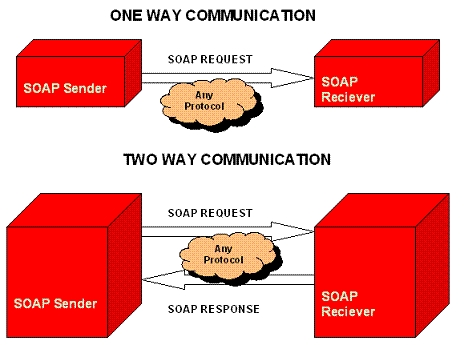 ONE WAY COMMUNICATION
SOAP REQUEST
SOAP Sender
Any
Protocol
SOAP
Reciever
TWO WAY COMMUNICATION
SOAP REQUEST
Any
Protocol
SOAP Sender
SOAP RESPONSE
SOAP
Reciever